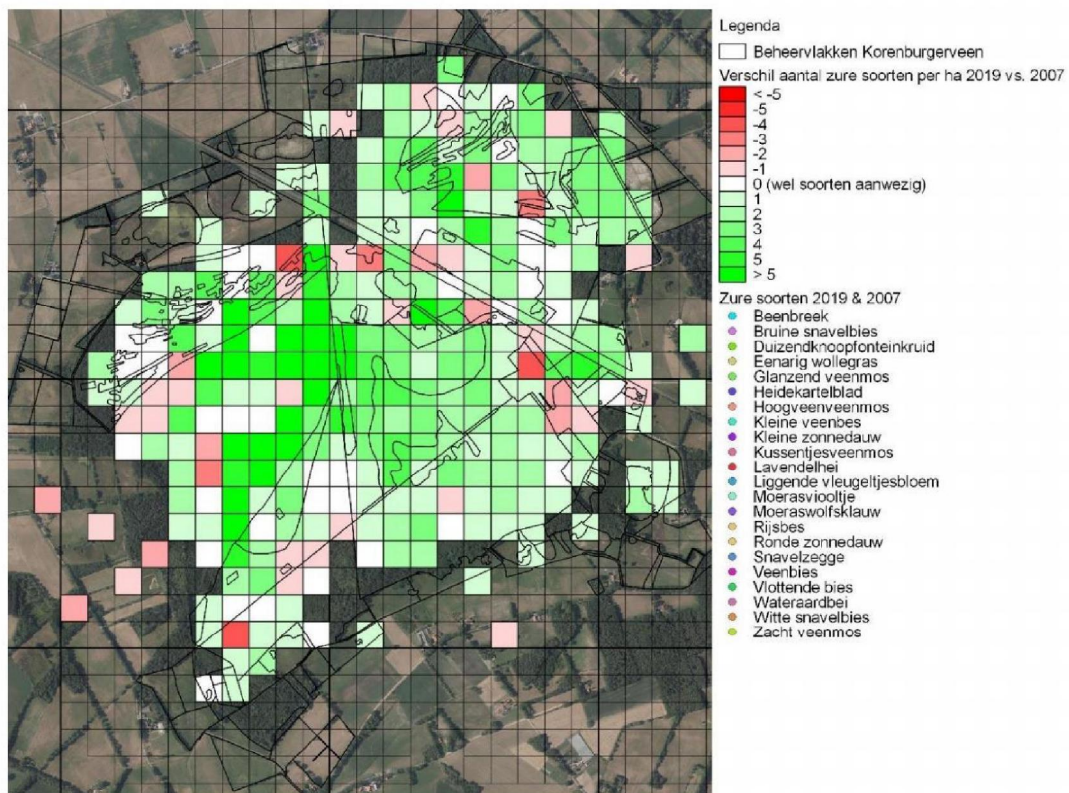 Legenda
Beheervlakken Korenburgerveen
Verschil aantal zure soorten per ha 2019 vs. 2007
< -5
-5
-4
-3
-2
-1
0 (wel soorten aanwezig)
1
2
3
4
5
> 5
Zure soorten 2019 & 2007
Beenbreek
Bruine snavelbies
Duizendknoopfonteinkruid
Eenarig wollegras
Glanzend veenmos
Heidekartelblad
Hoogveenveenmos
Kleine veenbes
Kleine zonnedauw
Kussentjesveenmos
Lavendelhei
Liggende vleugeltjesbloem
Moerasviooltje
Moeraswolfsklauw
Rijsbes
Ronde zonnedauw
Snavelzegge
Veenbies
Vlottende bies
Wateraardbei
Witte snavelbies
Zacht veenmos